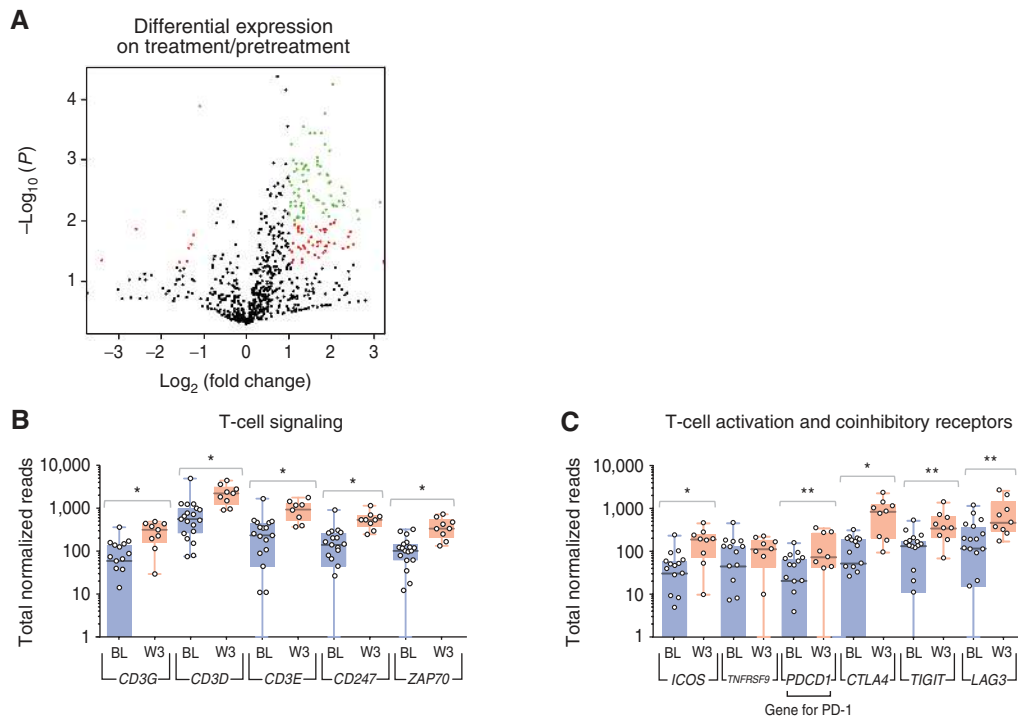 A
Differential expression
on treatment/pretreatment
–Log10 (P)
4
3
2
1
–3 –2 –1 0 1 2 3
Log2 (fold change)
B
T-cell signaling
Total normalized reads
10,000
1,000
100
10
1
* * * * *
BL W3 BL W3 BL W3 BL W3 BL W3
CD3G CD3D CD3E CD247 ZAP70
C
T-cell activation and coinhibitory receptors
Total normalized reads
10,000
1,000
100
10
1
* ** * ** **
BL W3 BL W3 BL W3 BL W3 BL W3 BL W3
ICOS TNFRSF9 PDCD1 CTLA4 TIGIT LAG3
Gene for PD-1